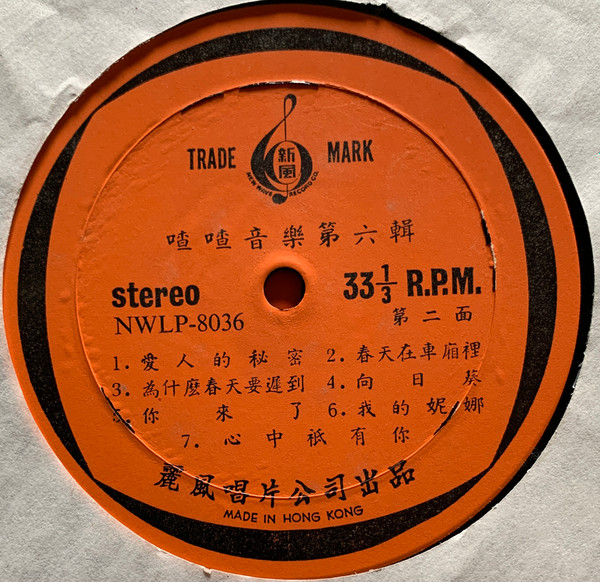 TRADE 新風 MARK
NEW WAVE RECORD CO.
喳喳音樂第六輯
stereo 33⅓ R.P.M.
NWLP-8036 第二面
1. 愛人的秘密 2. 春天在車廂裡
3. 為什麽春天要遲到 4. 向日葵
5. 你來了 6. 我的妮娜
7. 心中祗有你
麗風唱片公司出品
MADE IN HONG KONG